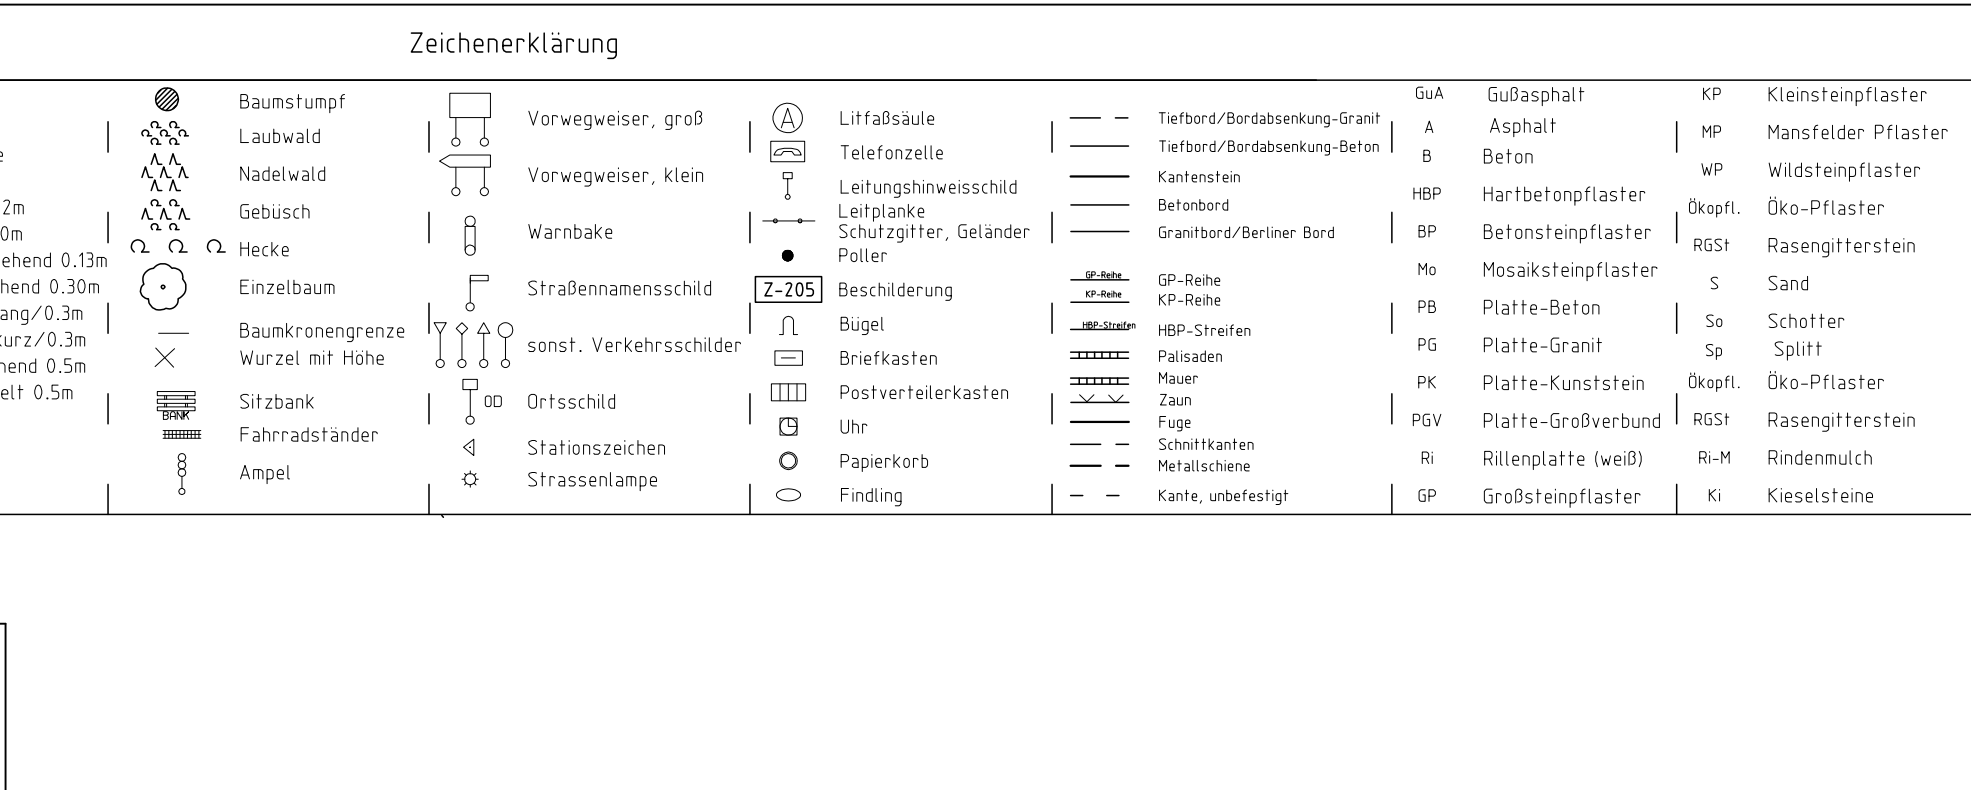 Zeichenerklärung
2m
0m
ehend 0.13m
hend 0.30m
ang/0.3m
kurz/0.3m
hend 0.5m
elt 0.5m
Baumstumpf
Laubwald
Nadelwald
Gebüsch
Hecke
Einzelbaum
Baumkronengrenze
Wurzel mit Höhe
BANK Sitzbank
Fahrradständer
Ampel
Vorwegweiser, groß
Vorwegweiser, klein
Warnbake
Straßennamensschild
sonst. Verkehrsschilder
OD Ortsschild
Stationszeichen
Strassenlampe
A Litfaßsäule
Telefonzelle
Leitungshinweisschild
Leitplanke
Schutzgitter, Geländer
Poller
Z-205 Beschilderung
Bügel
Briefkasten
Postverteilerkasten
Uhr
Papierkorb
Findling
Tiefbord/Bordabsenkung-Granit
Tiefbord/Bordabsenkung-Beton
Kantenstein
Betonbord
Granitbord/Berliner Bord
GP-Reihe GP-Reihe
KP-Reihe KP-Reihe
HBP-Streifen HBP-Streifen
Palisaden
Mauer
Zaun
Fuge
Schnittkanten
Metallschiene
Kante, unbefestigt
GuA Gußasphalt
A Asphalt
B Beton
HBP Hartbetonpflaster
BP Betonsteinpflaster
Mo Mosaiksteinpflaster
PB Platte-Beton
PG Platte-Granit
PK Platte-Kunststein
PGV Platte-Großverbund
Ri Rillenplatte (weiß)
GP Großsteinpflaster
KP Kleinsteinpflaster
MP Mansfelder Pflaster
WP Wildsteinpflaster
Ökopfl. Öko-Pflaster
RGSt Rasengitterstein
S Sand
So Schotter
Sp Splitt
Ökopfl. Öko-Pflaster
RGSt Rasengitterstein
Ri-M Rindenmulch
Ki Kieselsteine